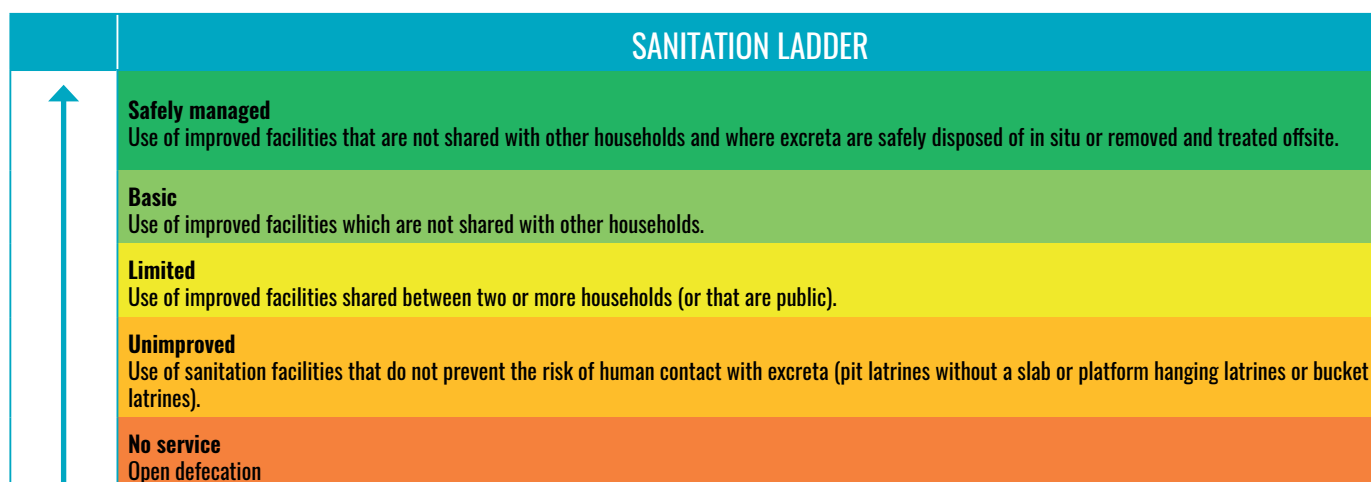 SANITATION LADDER
Safely managed
Use of improved facilities that are not shared with other households and where excreta are safely disposed of in situ or removed and treated offsite.
Basic
Use of improved facilities which are not shared with other households.
Limited
Use of improved facilities shared between two or more households (or that are public).
Unimproved
Use of sanitation facilities that do not prevent the risk of human contact with excreta (pit latrines without a slab or platform hanging latrines or bucket
latrines).
No service
Open defecation